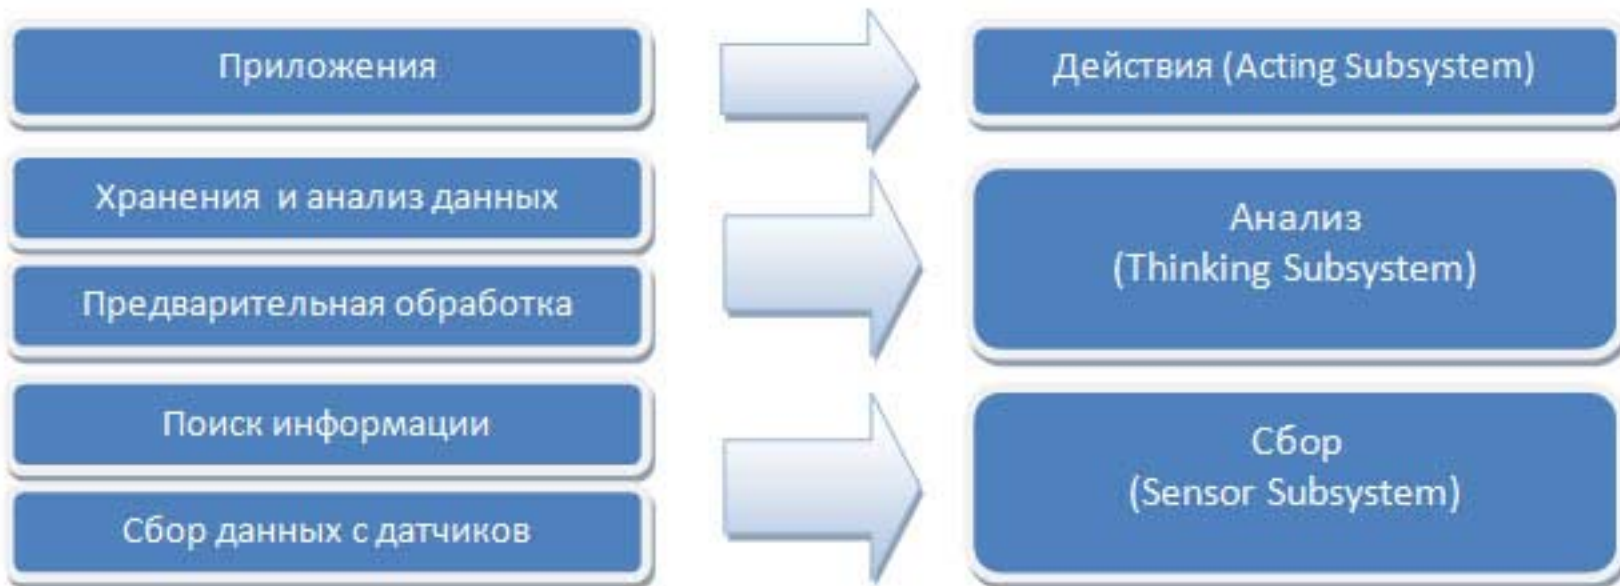 Приложения
Действия (Acting Subsystem)
Хранения и анализ данных
Предварительная обработка
Анализ
(Thinking Subsystem)
Поиск информации
Сбор данных с датчиков
Сбор
(Sensor Subsystem)